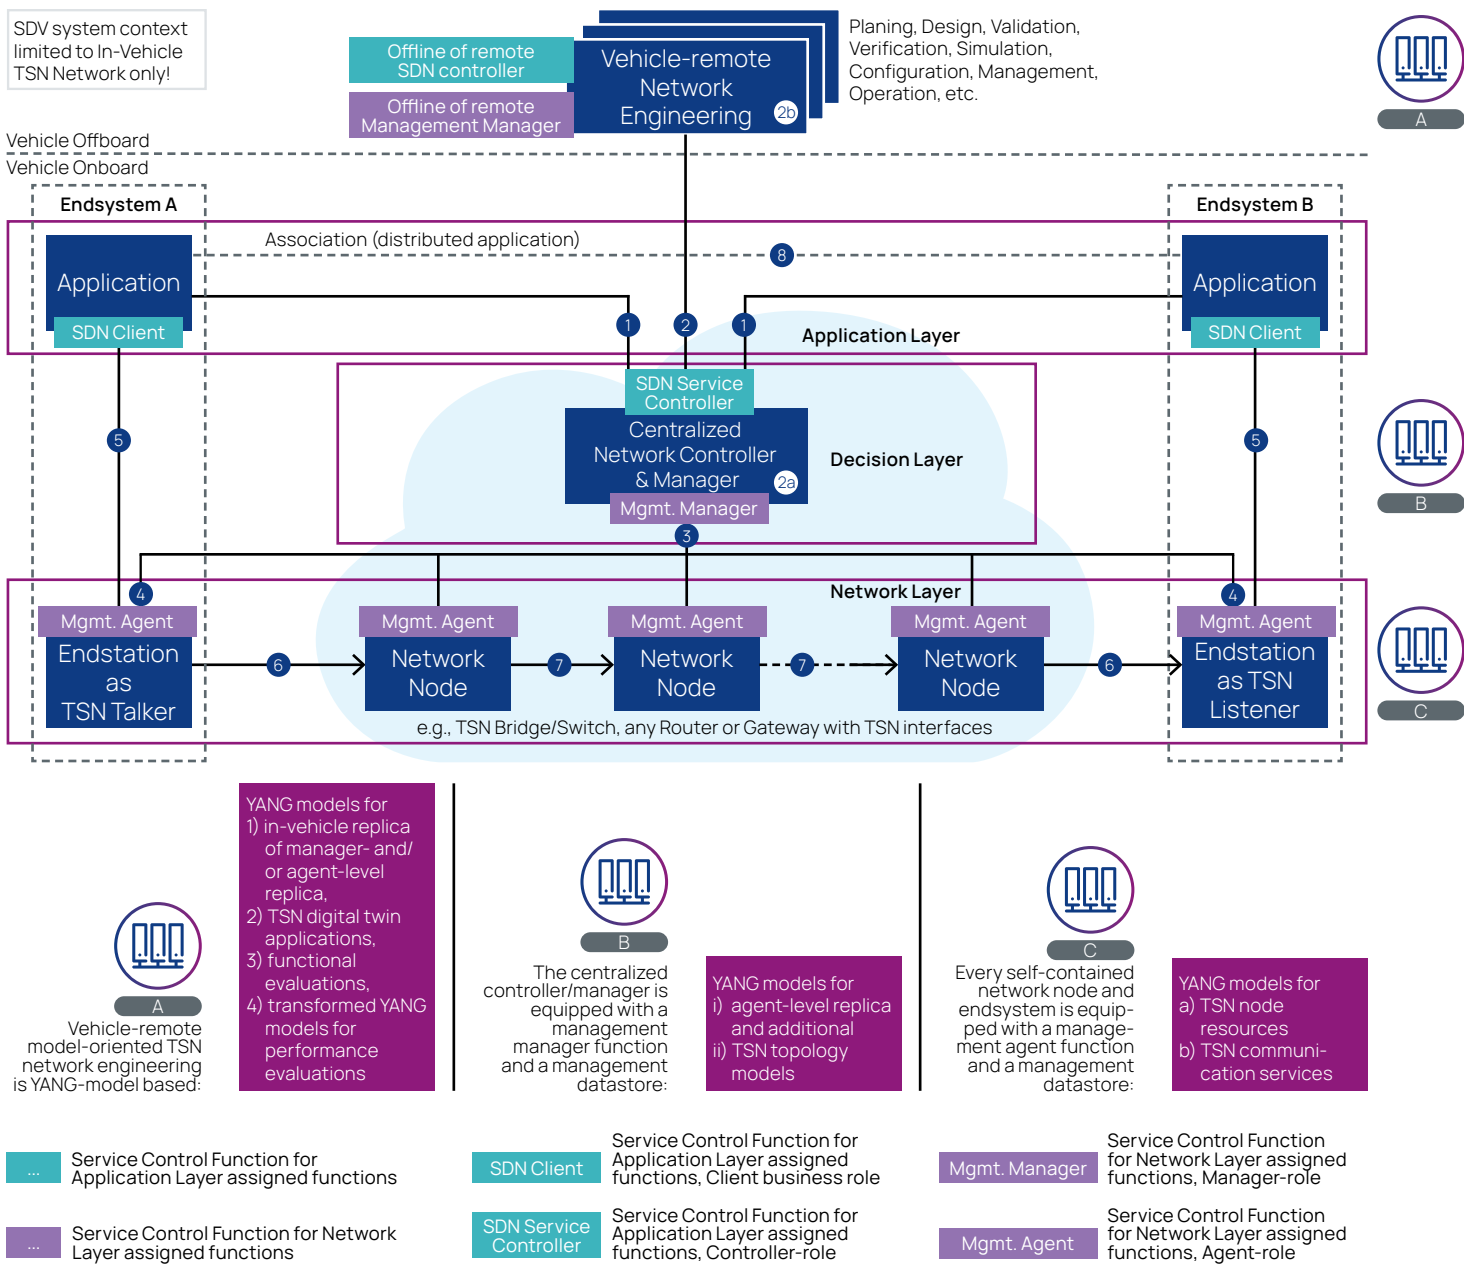 SDV system context
limited to In-Vehicle
TSN Network only!
Offline of remote
SDN controller
Offline of remote
Management Manager
Vehicle-remote
Network
Engineering
2b
Planing, Design, Validation,
Verification, Simulation,
Configuration, Management,
Operation, etc.
A
Vehicle Offboard
Vehicle Onboard
Endsystem A
Endsystem B
Association (distributed application)
8
Application
SDN Client
Application
SDN Client
1
2
1
Application Layer
SDN Service
Controller
Centralized
Network Controller
& Manager
2a
Mgmt. Manager
Decision Layer
5
5
B
3
4
4
Network Layer
Mgmt. Agent
Endstation
as
TSN Talker
6
Mgmt. Agent
Network
Node
7
Mgmt. Agent
Network
Node
7
Mgmt. Agent
Network
Node
6
Mgmt. Agent
Endstation
as TSN
Listener
C
e.g., TSN Bridge/Switch, any Router or Gateway with TSN interfaces
A
Vehicle-remote
model-oriented TSN
network engineering
is YANG-model based:
YANG models for
1) in-vehicle replica
of manager- and/
or agent-level
replica,
2) TSN digital twin
applications,
3) functional
evaluations,
4) transformed YANG
models for
performance
evaluations
B
The centralized
controller/manager is
equipped with a
management
manager function
and a management
datastore:
YANG models for
i) agent-level replica
and additional
ii) TSN topology
models
C
Every self-contained
network node and
endsystem is equip-
ped with a manage-
ment agent function
and a management
datastore:
YANG models for
a) TSN node
resources
b) TSN communi-
cation services
...
Service Control Function for
Application Layer assigned functions
SDN Client
Service Control Function for
Application Layer assigned
functions, Client business role
Mgmt. Manager
Service Control Function
for Network Layer assigned
functions, Manager-role
...
Service Control Function for Network
Layer assigned functions
SDN Service
Controller
Service Control Function for
Application Layer assigned
functions, Controller-role
Mgmt. Agent
Service Control Function
for Network Layer assigned
functions, Agent-role